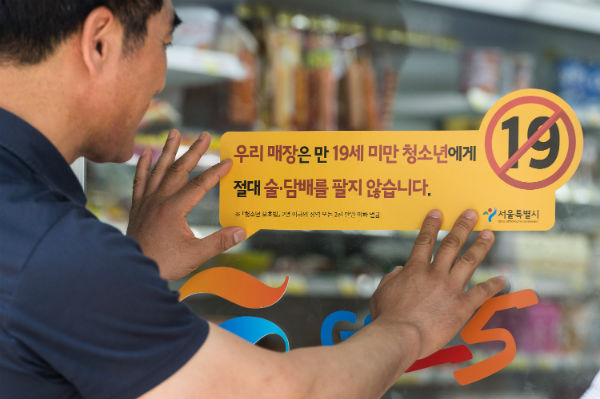 우리 매장은 만 19세 미만 청소년에게
19
절대 술·담배를 팔지 않습니다.
서울특별시
G
5